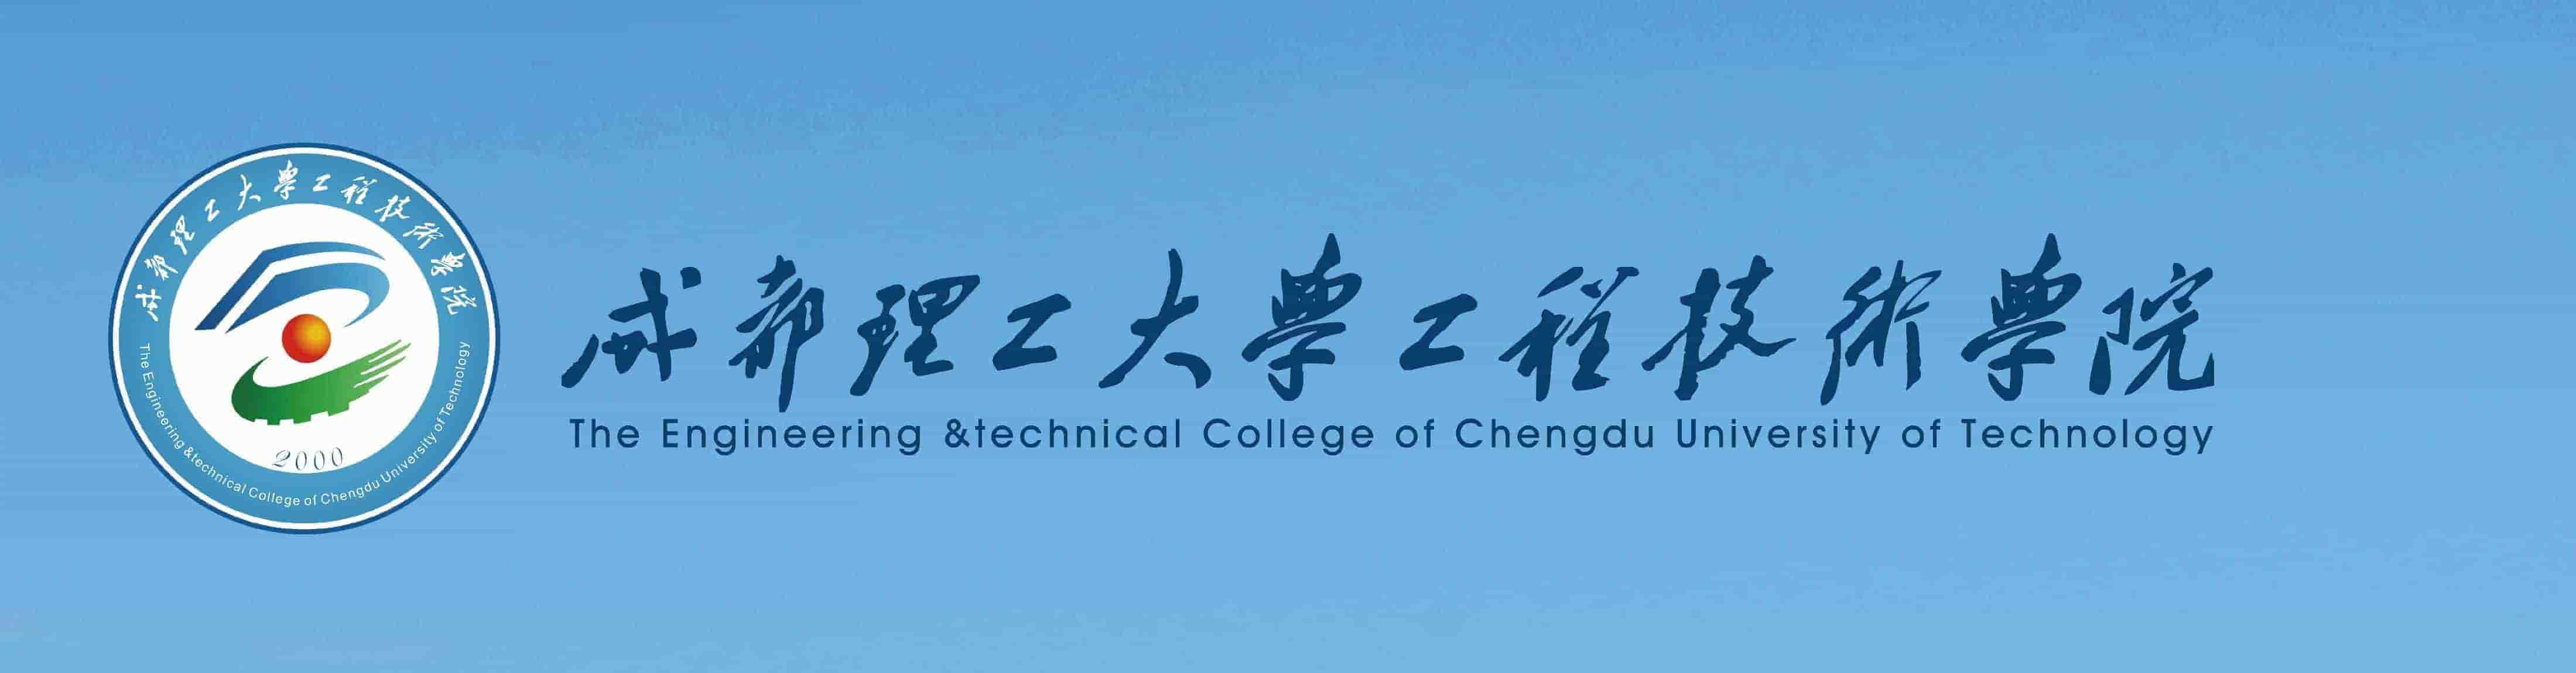 成都理工大學工程技術學院
The Engineering &technical College of Chengdu University of Technology
2000
成都理工大學工程技術學院
The Engineering &technical College of Chengdu University of Technology